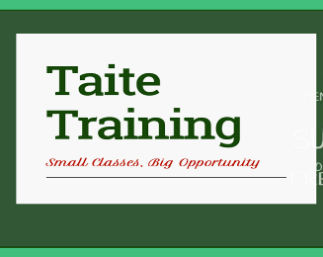 Taite
Training
Small Classes, Big Opportunity